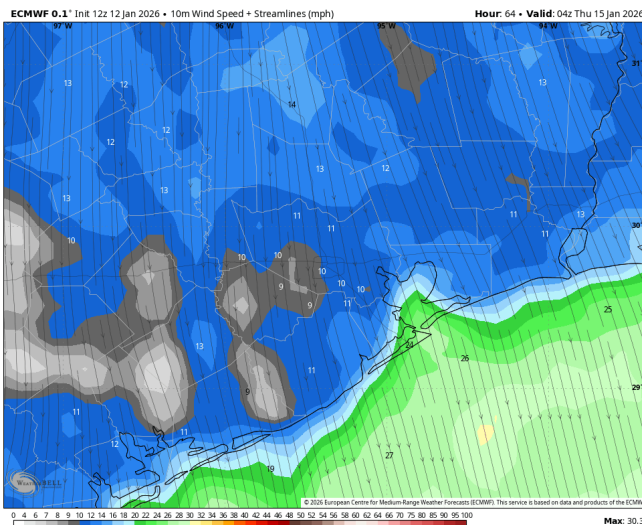 ECMWF 0.1° Init 12z 12 Jan 2026 • 10m Wind Speed + Streamlines (mph) Hour: 64 • Valid: 04z Thu 15 Jan 2026
97°W 96°W 95°W 94°W
31°
13 12 13
14
12 12
13 12
13 13
11 11 13
30°
10 11 11
10 10
10
9 10 10
9 11
25
13 24
26
11 29°
9
11
12 11
27
19
WeatherBELL
© 2026 European Centre for Medium-Range Weather Forecasts (ECMWF). This service is based on data and products of the ECMWF
0 4 6 7 8 9 10 12 14 16 18 20 22 24 26 28 30 32 34 36 38 40 42 44 46 48 50 52 54 56 58 60 62 64 66 70 75 80 85 90 95 100
Max: 30.